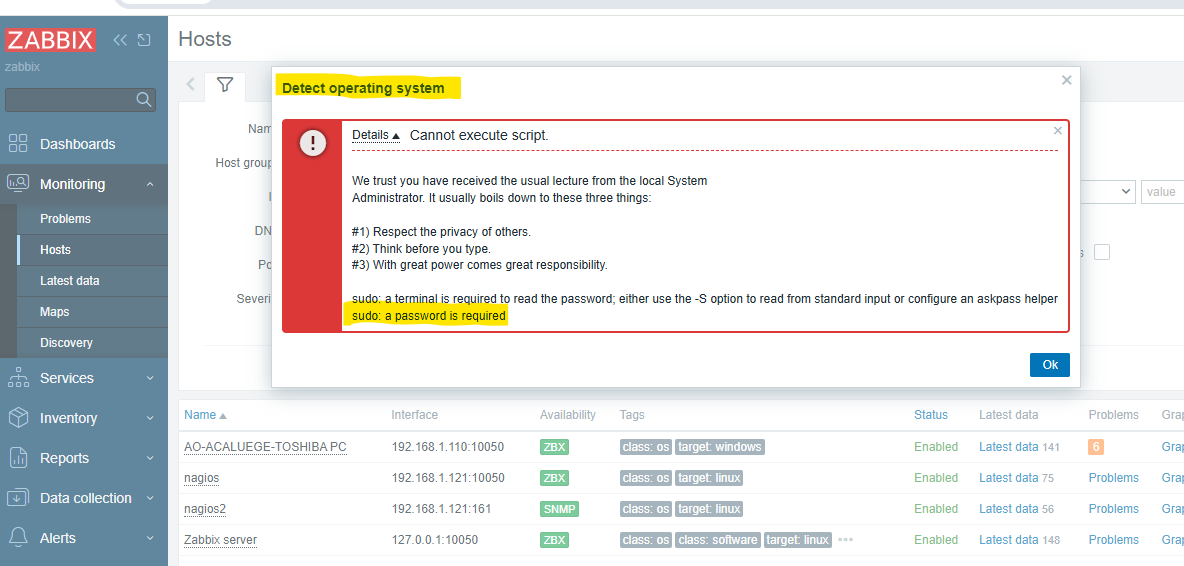 ZABBIX
zabbix
Dashboards
Monitoring
Problems
Hosts
Latest data
Maps
Discovery
Services
Inventory
Reports
Data collection
Alerts
Hosts
Host group
DN
Severi
value
Detect operating system
Details Cannot execute script.
We trust you have received the usual lecture from the local System
Administrator. It usually boils down to these three things:
#1) Respect the privacy of others.
#2) Think before you type.
#3) With great power comes great responsibility.
sudo: a terminal is required to read the password; either use the -S option to read from standard input or configure an askpass helper
sudo: a password is required
Ok
Name Interface Availability Tags Status Latest data Problems Grap
AO-ACALUEGE-TOSHIBA PC 192.168.1.110:10050 ZBX class: os target: windows Enabled Latest data 141 6 Grap
nagios 192.168.1.121:10050 ZBX class: os target: linux Enabled Latest data 75 Problems Grap
nagios2 192.168.1.121:161 SNMP class: os target: linux Enabled Latest data 56 Problems Grap
Zabbix server 127.0.0.1:10050 ZBX class: os class: software target: linux ••• Enabled Latest data 148 Problems Grap